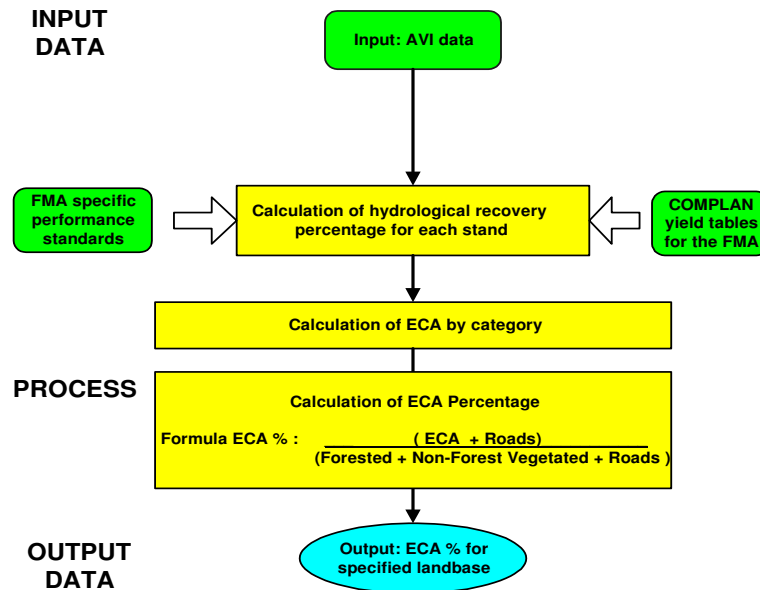 INPUT
DATA
Input: AVI data
FMA specific
performance
standards
Calculation of hydrological recovery
percentage for each stand
COMPLAN
yield tables
for the FMA
Calculation of ECA by category
PROCESS
Calculation of ECA Percentage
Formula ECA % :
( ECA + Roads)
(Forested + Non-Forest Vegetated + Roads )
OUTPUT
DATA
Output: ECA % for
specified landbase